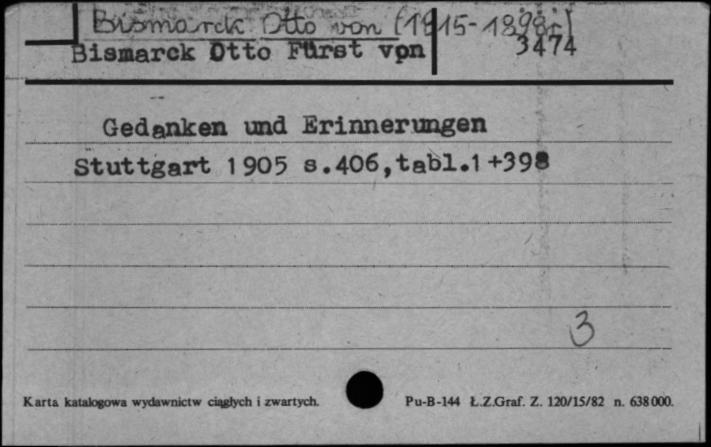 Bismarck Otto von (1815-1898r)
Bismarck Otto Fürst von 3474
Gedanken und Erinnerungen
Stuttgart 1905 s.406,tabl.1+398
3
Karta katalogowa wydawnictw ciągłych i zwartych. Pu-B-144 Ł.Z.Graf. Z. 120/15/82 n. 638000.